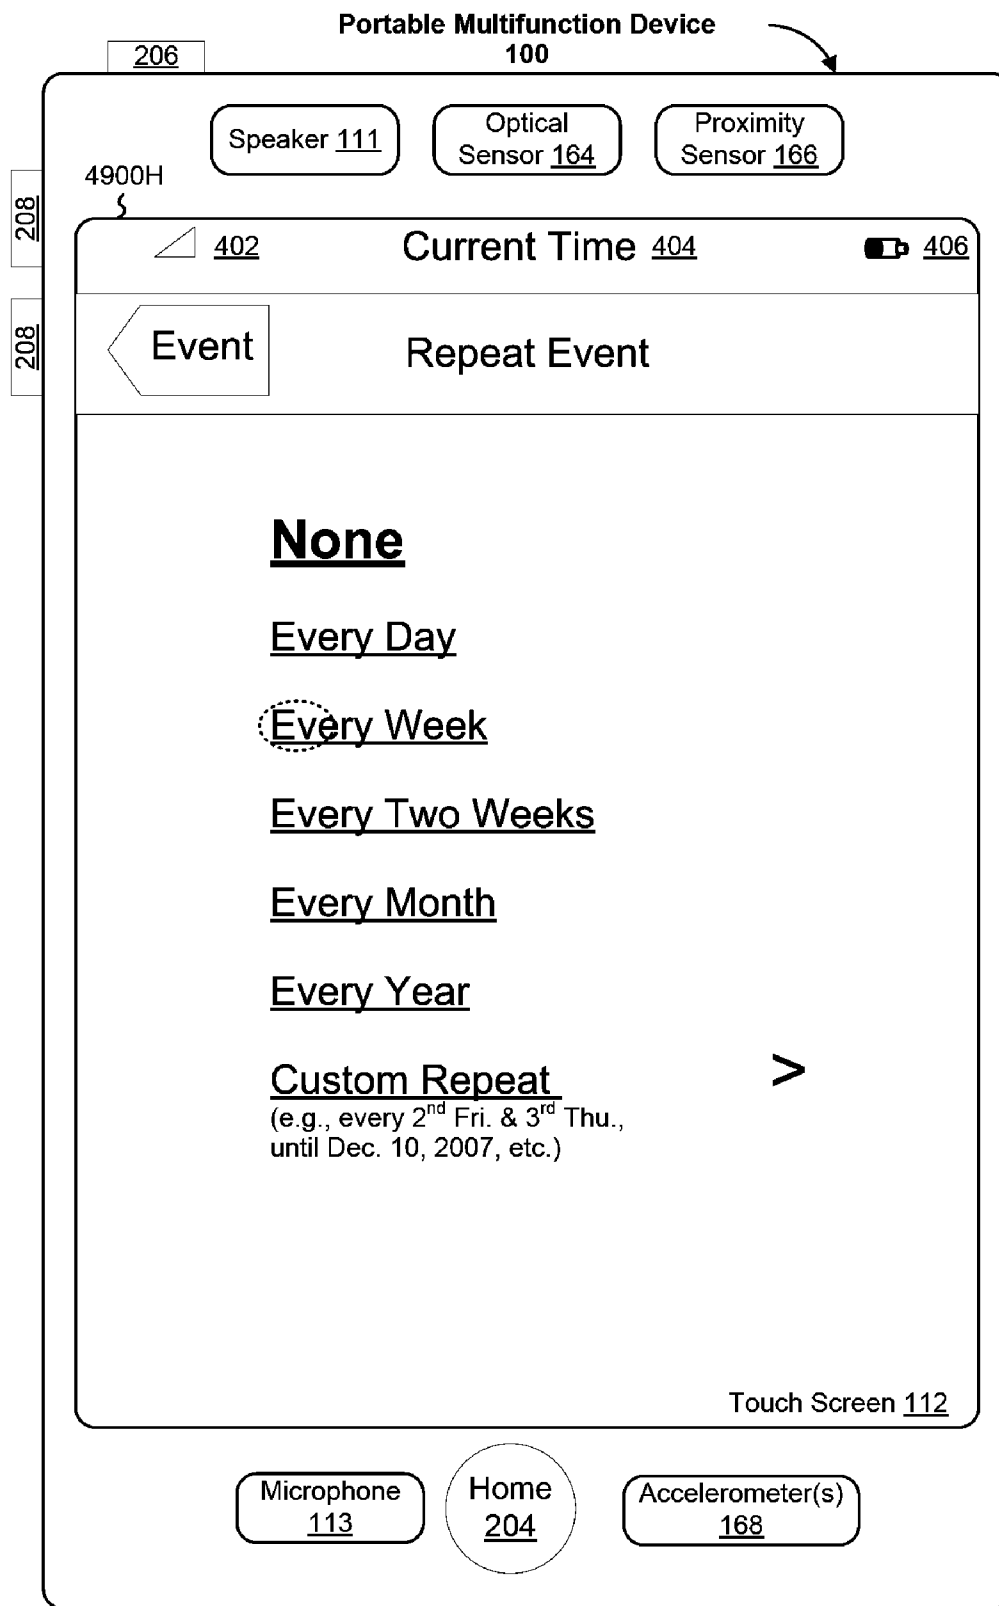 Portable Multifunction Device
100
206
Speaker 111
Optical
Sensor 164
Proximity
Sensor 166
4900H
208
402
Current Time 404
406
208
Event
Repeat Event
None
Every Day
Every Week
Every Two Weeks
Every Month
Every Year
Custom Repeat
>
(e.g., every 2nd Fri. & 3rd Thu.,
until Dec. 10, 2007, etc.)
Touch Screen 112
Microphone
113
Home
204
Accelerometer(s)
168